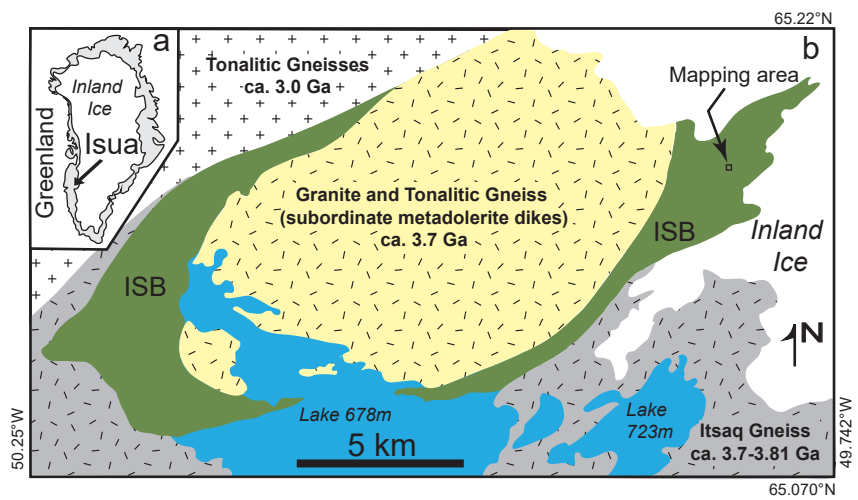 65.22°N
a
b
Tonalitic Gneisses
ca. 3.0 Ga
Inland
Ice
Mapping area
Isua
Greenland
Granite and Tonalitic Gneiss
(subordinate metadolerite dikes)
ca. 3.7 Ga
ISB
Inland
Ice
ISB
N
Lake 678m
Lake
723m
5 km
Itsaq Gneiss
ca. 3.7-3.81 Ga
50.25°W
49.742°W
65.070°N